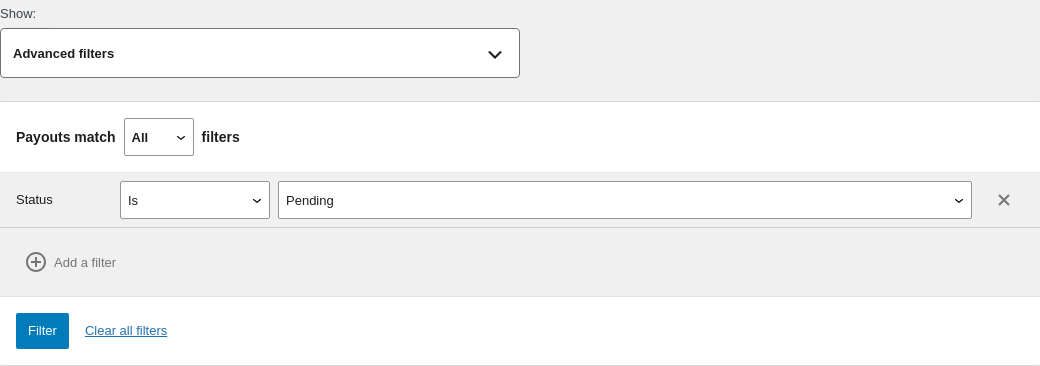 Show:
Advanced filters
Payouts match All filters
Status Is Pending
Add a filter
Filter Clear all filters